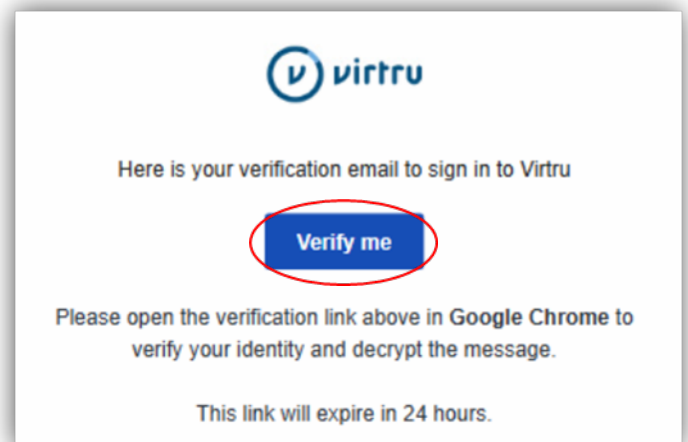 virtru
Here is your verification email to sign in to Virtru
Verify me
Please open the verification link above in Google Chrome to
verify your identity and decrypt the message.
This link will expire in 24 hours.